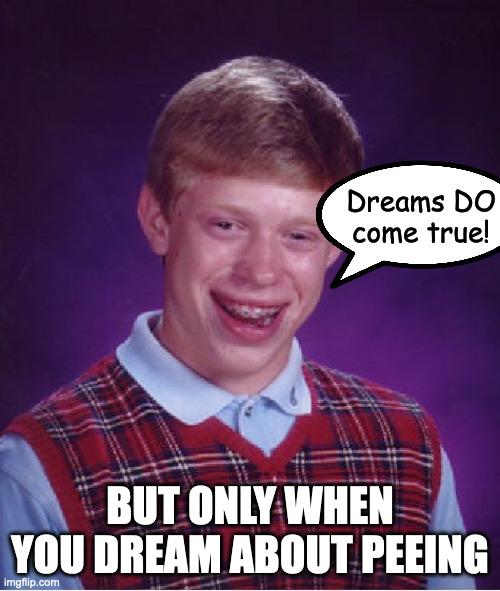 Dreams DO
come true!
BUT ONLY WHEN
YOU DREAM ABOUT PEEING
imgflip.com